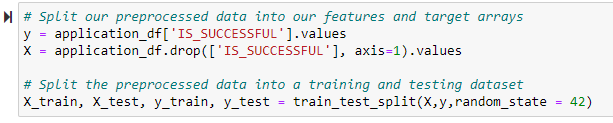 # Split our preprocessed data into our features and target arrays
y = application_df['IS_SUCCESSFUL'].values
X = application_df.drop(['IS_SUCCESSFUL'], axis=1).values
# Split the preprocessed data into a training and testing dataset
X_train, X_test, y_train, y_test = train_test_split(X,y,random_state = 42)